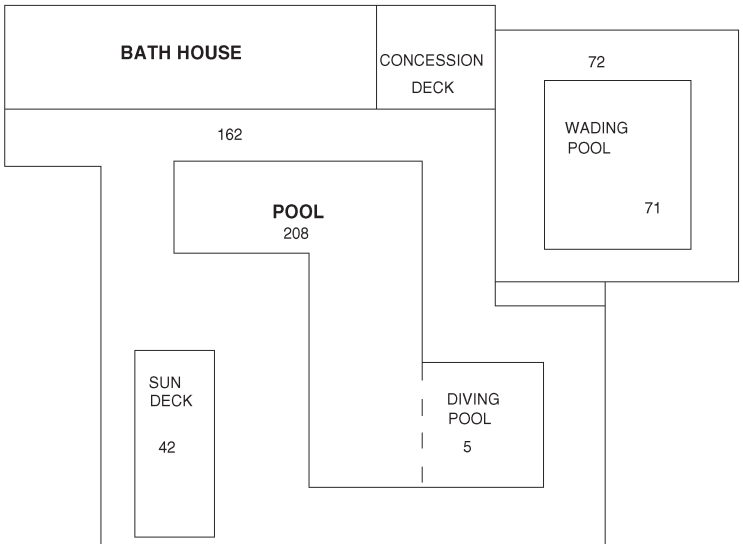 BATH HOUSE
CONCESSION
DECK
72
WADING
POOL
71
162
POOL
208
SUN
DECK
42
DIVING
POOL
5